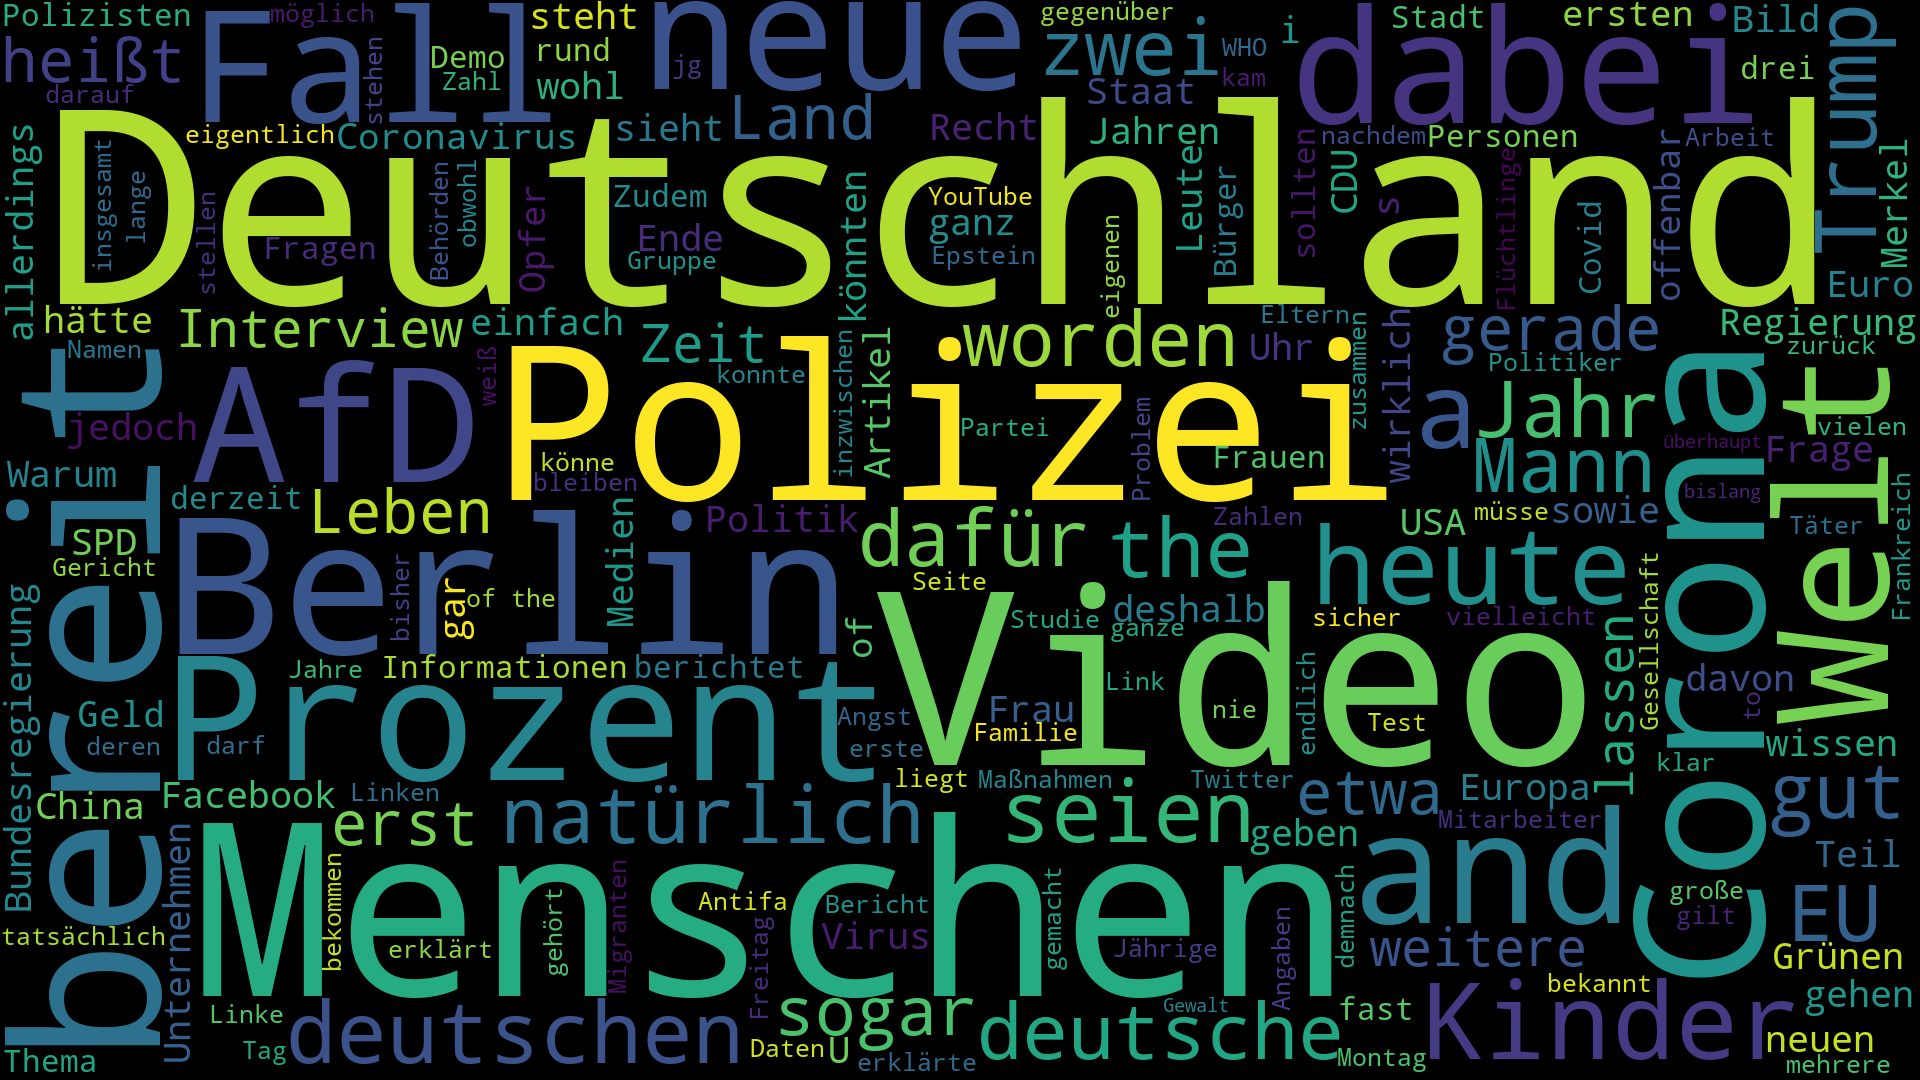 Polizisten
möglich
steht
gegenüber
Stadt
ersten
Bild
heißt
Fall
stehen
Demo
rund
neue
jg
zwei
WHO
i
dabei
drei
Trump
darauf
Zahl
wohl
Staat
kam
allerdings
eigentlich
Coronavirus
sieht
Land
Recht
Jahren
nachdem
Personen
Arbeit
Deutschland
insgesamt
lange
stellen
Fragen
Behörden
obwohl
Opfer
Zudem
Ende
Gruppe
könnten
YouTube
ganz
Epstein
eigenen
Leute
Bürger
sollten
CDU
s
Flüchtlinge
Covid
offenbar
Merkel
Euro
hätte
Interview
einfach
Zeit
worden
Uhr
Eltern
gerade
Regierung
Namen
weiß
konnte
inzwischen
Artikel
zusammen
wirklich
Politiker
zurück
bereit
AfD
Polizei
a
Jahr
Corona
Welt
vielen
jedoch
Partei
Problem
überhaupt
Frage
Warum
könne
bleiben
Frauen
Mann
bislang
derzeit
Leben
Medien
Politik
dafür
Zahlen
the
USA
müsse
sowie
Täter
Frankreich
SPD
Gericht
Berlin
bisher
gar
of the
Seite
heute
Bundesregierung
of
Video
Studie
ganze
deshalb
sicher
vielleicht
Gesellschaft
lassen
Jahre
Informationen
berichtet
Prozent
Link
davon
to
Geld
deren
darf
Angst
erste
Frau
Familie
nie
endlich
Test
wissen
klar
China
Facebook
Linken
liegt
Maßnahmen
Twitter
etwa
Europa
gut
Unternehmen
erst
natürlich
seien
geben
Mitarbeiter
Teil
Menschen
and
tatsächlich
bekommen
erklärt
gehört
Migranten
Antifa
Bericht
Virus
Freitag
gemacht
Jährige
Angaben
demnach
weitere
große
gilt
EU
Grünen
bekannt
gehen
Linke
Tag
deutschen
sogar
Daten
U
erklärte
deutsche
Gewalt
fast
Montag
Kinder
neuen
mehrere
Thema